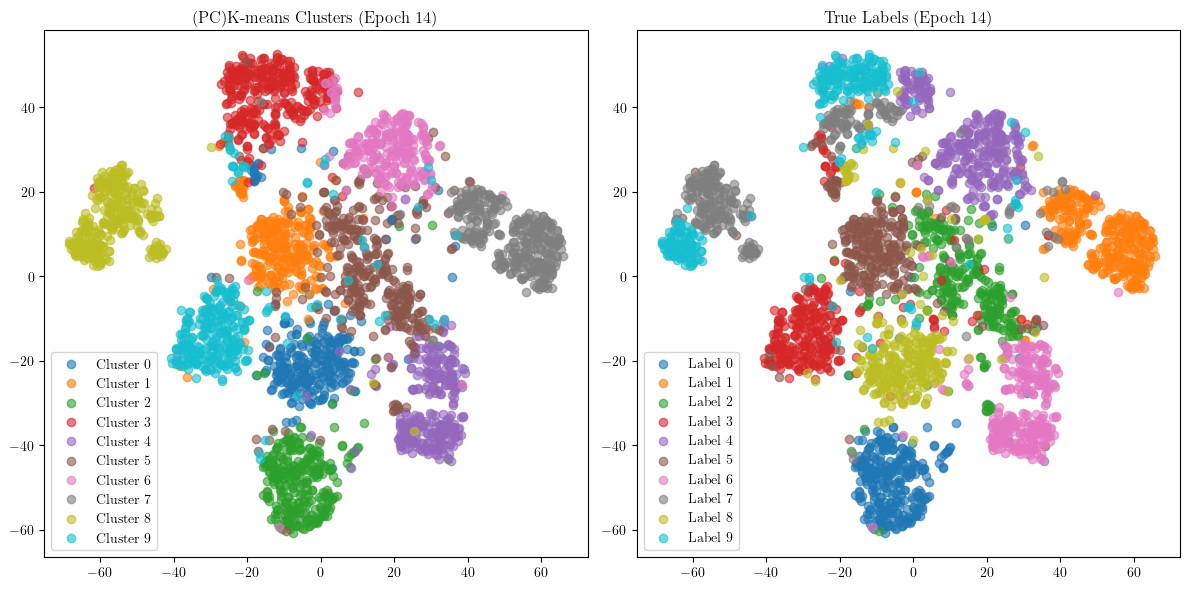 (PC)K-means Clusters (Epoch 14)
40
20
0
−20
−40
−60
−60
−40
−20
0
20
40
60
Cluster 0
Cluster 1
Cluster 2
Cluster 3
Cluster 4
Cluster 5
Cluster 6
Cluster 7
Cluster 8
Cluster 9
True Labels (Epoch 14)
40
20
0
−20
−40
−60
−60
−40
−20
0
20
40
60
Label 0
Label 1
Label 2
Label 3
Label 4
Label 5
Label 6
Label 7
Label 8
Label 9